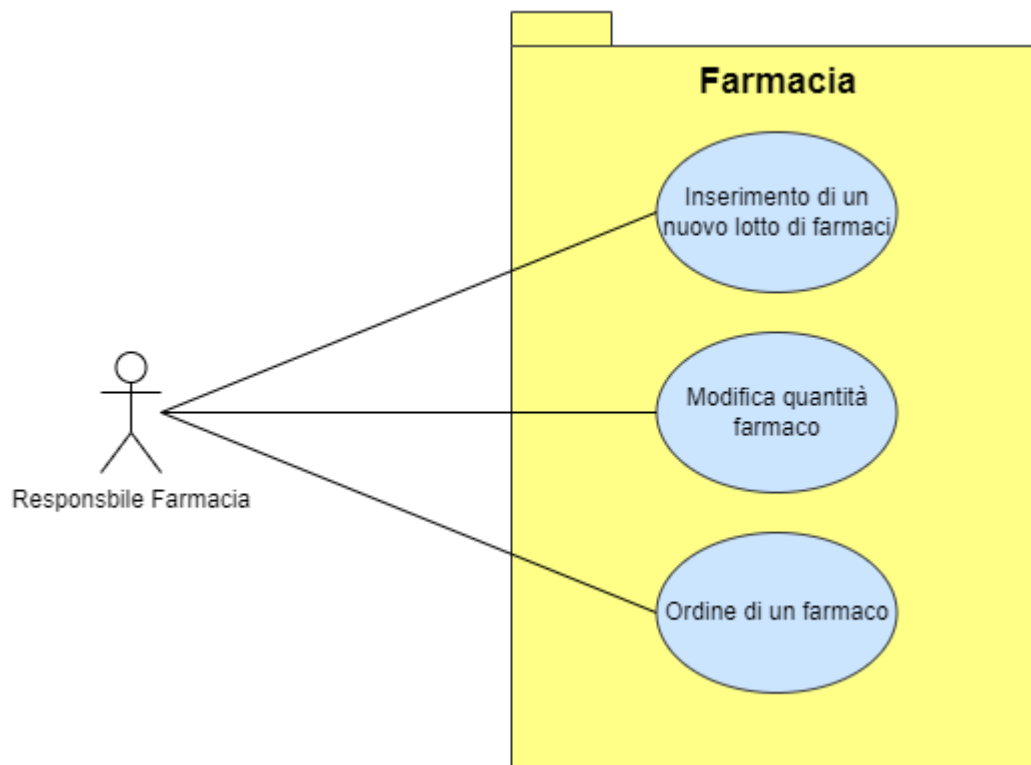 Farmacia
Inserimento di un
nuovo lotto di farmaci
Modifica quantità
farmaco
Responsbile Farmacia
Ordine di un farmaco